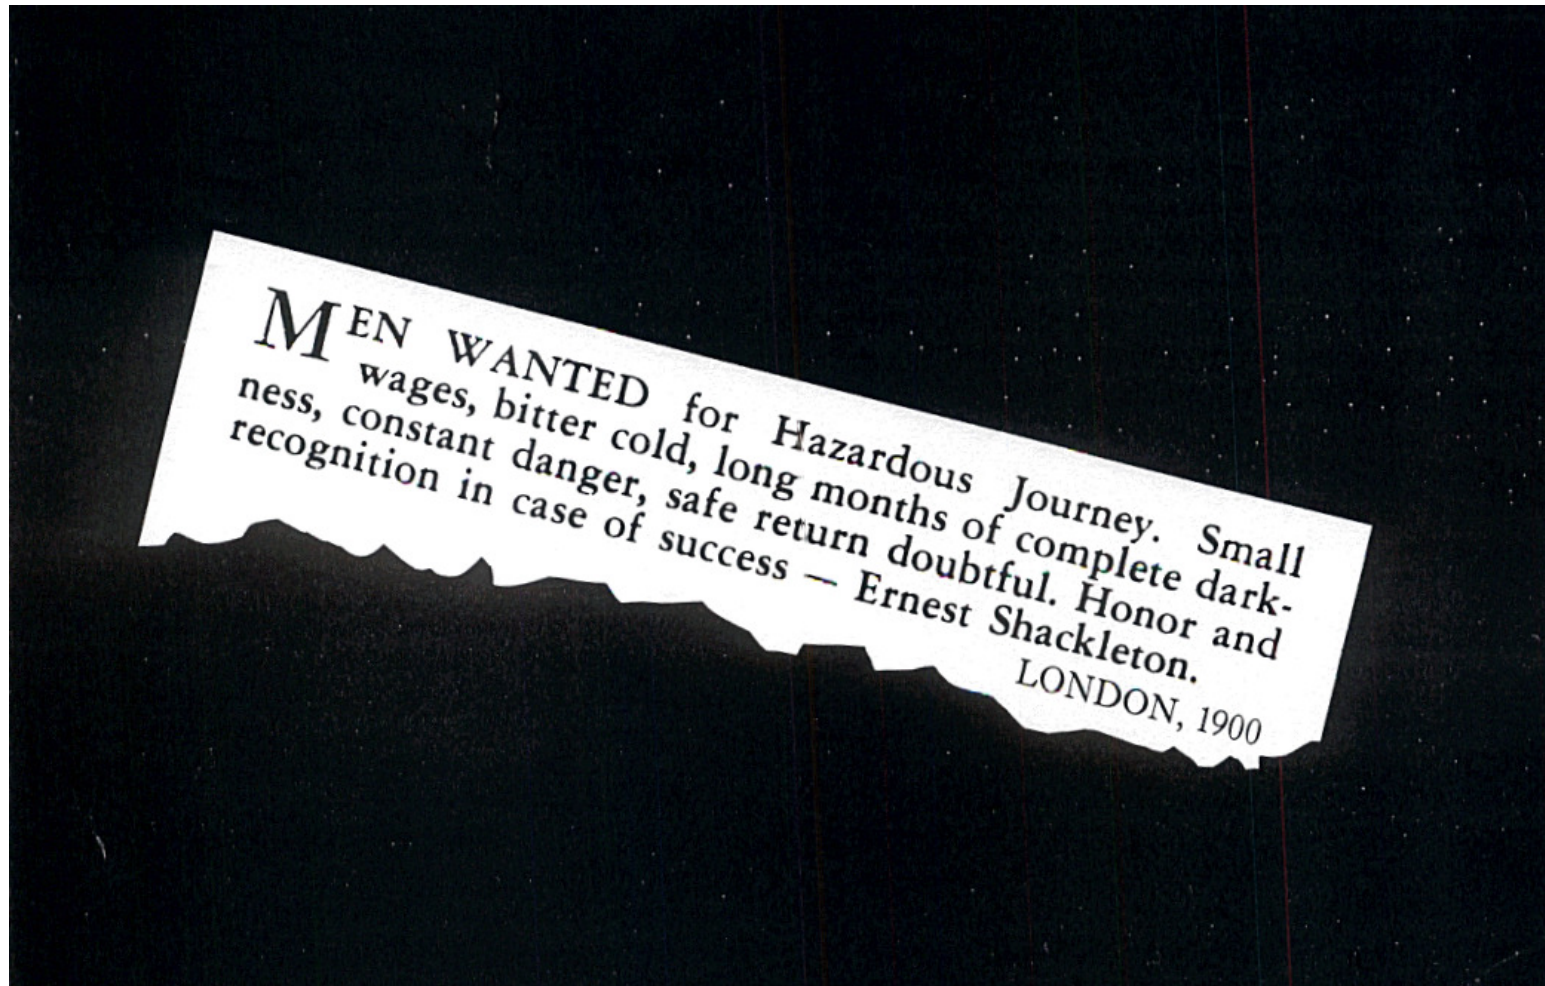 MEN WANTED for Hazardous Journey. Small
wages, bitter cold, long months of complete dark-
ness, constant danger, safe return doubtful. Honor and
recognition in case of success — Ernest Shackleton.
LONDON, 1900